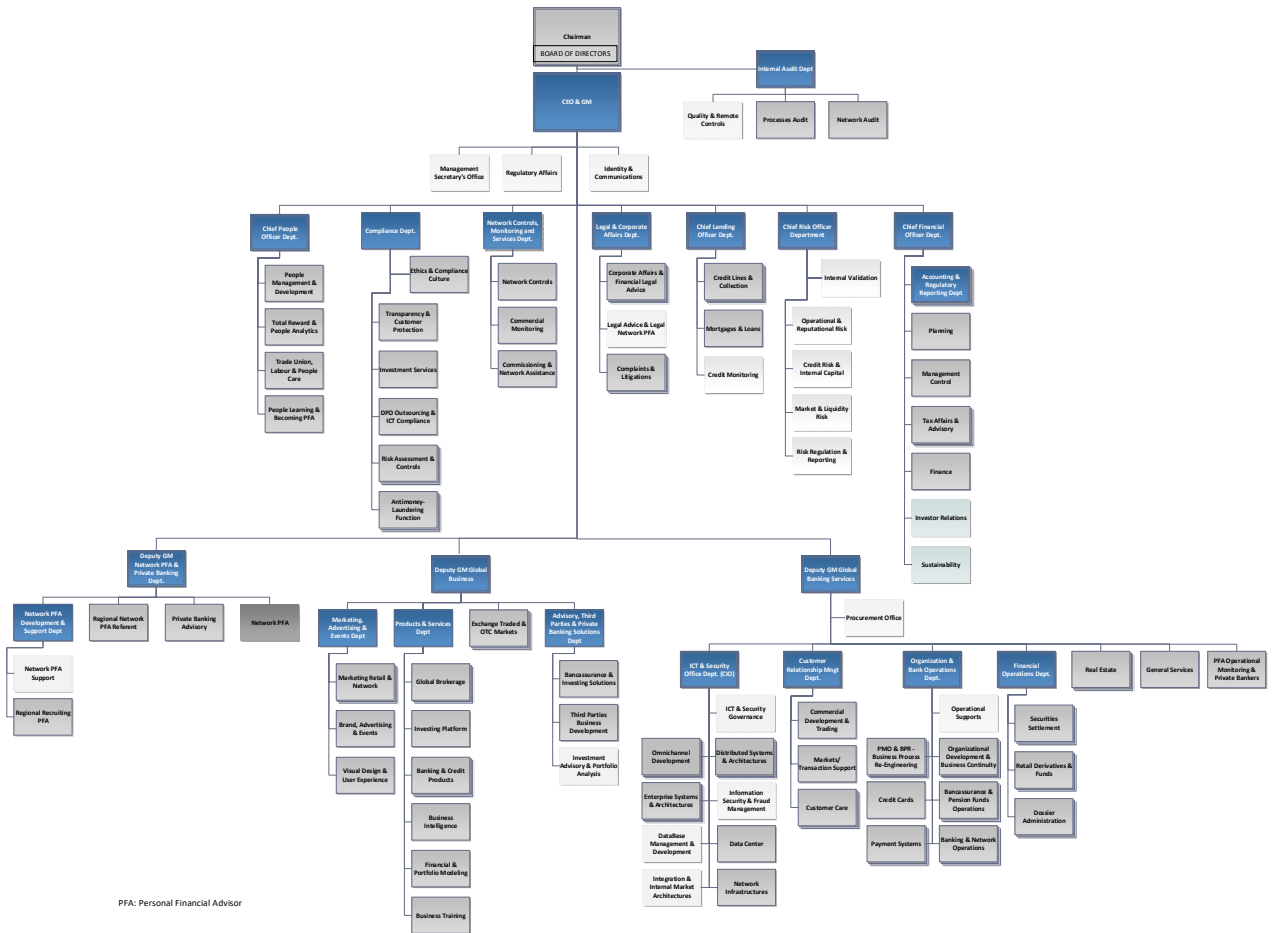 Chairman
BOARD OF DIRECTORS
Internal Audit Dept
CEO & GM
Quality & Remote
Controls
Processes Audit
Network Audit
Management
Secretary's Office
Regulatory Affairs
Identity &
Communications
Chief People
Officer Dept.
Compliance Dept.
Network Controls,
Monitoring and
Services Dept.
Legal & Corporate
Affairs Dept.
Chief Lending
Officer Dept.
Chief Risk Officer
Department
Chief Financial
Officer Dept.
People
Management &
Development
Total Reward &
People Analytics
Trade Union,
Labour & People
Care
People Learning &
Becoming PFA
Ethics & Compliance
Culture
Transparency &
Customer
Protection
Investment Services
DPO Outsourcing &
ICT Compliance
Risk Assessment &
Controls
Antimoney-
Laundering
Function
Network Controls
Commercial
Monitoring
Commissioning &
Network Assistance
Corporate Affairs &
Financial Legal
Advice
Legal Advice & Legal
Network PFA
Complaints &
Litigations
Credit Lines &
Collection
Mortgages & Loans
Credit Monitoring
Internal Validation
Operational &
Reputational Risk
Credit Risk &
Internal Capital
Market & Liquidity
Risk
Risk Regulation &
Reporting
Accounting &
Regulatory
Reporting Dept
Planning
Management
Control
Tax Affairs &
Advisory
Finance
Investor Relations
Sustainability
Deputy GM
Network PFA &
Private Banking
Dept.
Deputy GM Global
Business
Deputy GM Global
Banking Services
Network PFA
Development &
Support Dept
Regional Network
PFA Referent
Private Banking
Advisory
Network PFA
Network PFA
Support
Regional Recruiting
PFA
Marketing,
Advertising &
Events Dept
Products & Services
Dept
Exchange Traded &
OTC Markets
Advisory, Third
Parties & Private
Banking Solutions
Dept
Marketing Retail &
Network
Brand, Advertising
& Events
Visual Design &
User Experience
Global Brokerage
Investing Platform
Banking & Credit
Products
Business
Intelligence
Financial &
Portfolio Modeling
Business Training
Bancassurance &
Investing Solutions
Third Parties
Business
Development
Investment
Advisory & Portfolio
Analysis
Procurement Office
ICT & Security
Office Dept. (CIO)
Customer
Relationship Mngt
Dept.
Organization &
Bank Operations
Dept.
Financial
Operations Dept.
Real Estate
General Services
PFA Operational
Monitoring &
Private Bankers
ICT & Security
Governance
Omnichannel
Development
Distributed Systems
& Architectures
Enterprise Systems
& Architectures
Information
Security & Fraud
Management
DataBase
Management &
Development
Data Center
Integration &
Internal Market
Architectures
Network
Infrastructures
Commercial
Development &
Trading
Markets/
Transaction Support
Customer Care
Operational
Supports
PMO & BPR -
Business Process
Re-Engineering
Organizational
Development &
Business Continuity
Credit Cards
Bancassurance &
Pension Funds
Operations
Payment Systems
Banking & Network
Operations
Securities
Settlement
Retail Derivatives &
Funds
Dossier
Administration
PFA: Personal Financial Advisor